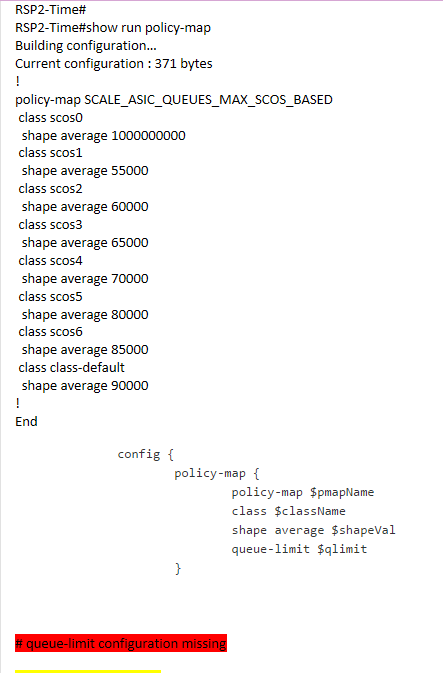 RSP2-Time#
RSP2-Time#show run policy-map
Building configuration...
Current configuration : 371 bytes
!
policy-map SCALE_ASIC_QUEUES_MAX_SCOS_BASED
class scos0
shape average 1000000000
class scos1
shape average 55000
class scos2
shape average 60000
class scos3
shape average 65000
class scos4
shape average 70000
class scos5
shape average 80000
class scos6
shape average 85000
class class-default
shape average 90000
!
End
config {
policy-map {
policy-map $pmapName
class $className
shape average $shapeVal
queue-limit $qlimit
}
# queue-limit configuration missing